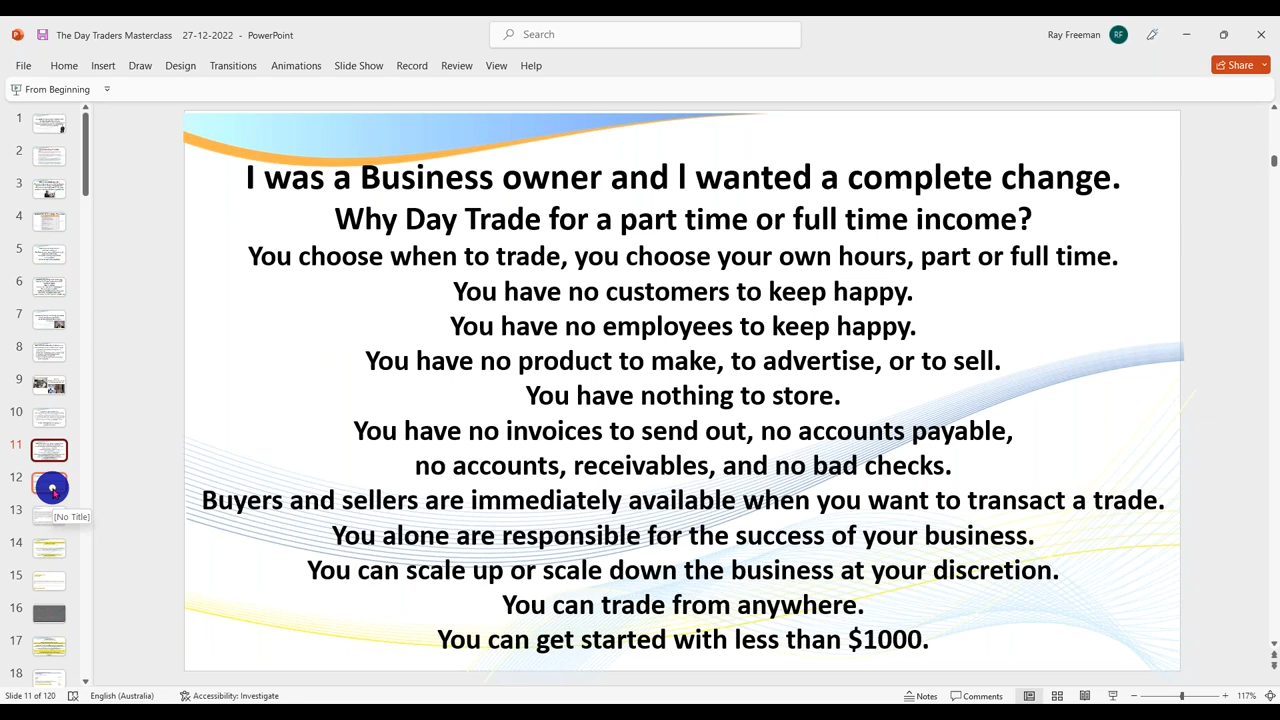 The Day Traders Masterclass 27-12-2022 - PowerPoint
Search
Ray Freeman RF
File Home Insert Draw Design Transitions Animations Slide Show Record Review View Help
Share
From Beginning
1
2
3
4
5
6
7
8
9
10
11
12
13
14
15
16
17
18
[No Title]
I was a Business owner and I wanted a complete change.
Why Day Trade for a part time or full time income?
You choose when to trade, you choose your own hours, part or full time.
You have no customers to keep happy.
You have no employees to keep happy.
You have no product to make, to advertise, or to sell.
You have nothing to store.
You have no invoices to send out, no accounts payable,
no accounts, receivables, and no bad checks.
Buyers and sellers are immediately available when you want to transact a trade.
You alone are responsible for the success of your business.
You can scale up or scale down the business at your discretion.
You can trade from anywhere.
You can get started with less than $1000.
Slide 11 of 120 English (Australia) Accessibility: Investigate Notes Comments 117%